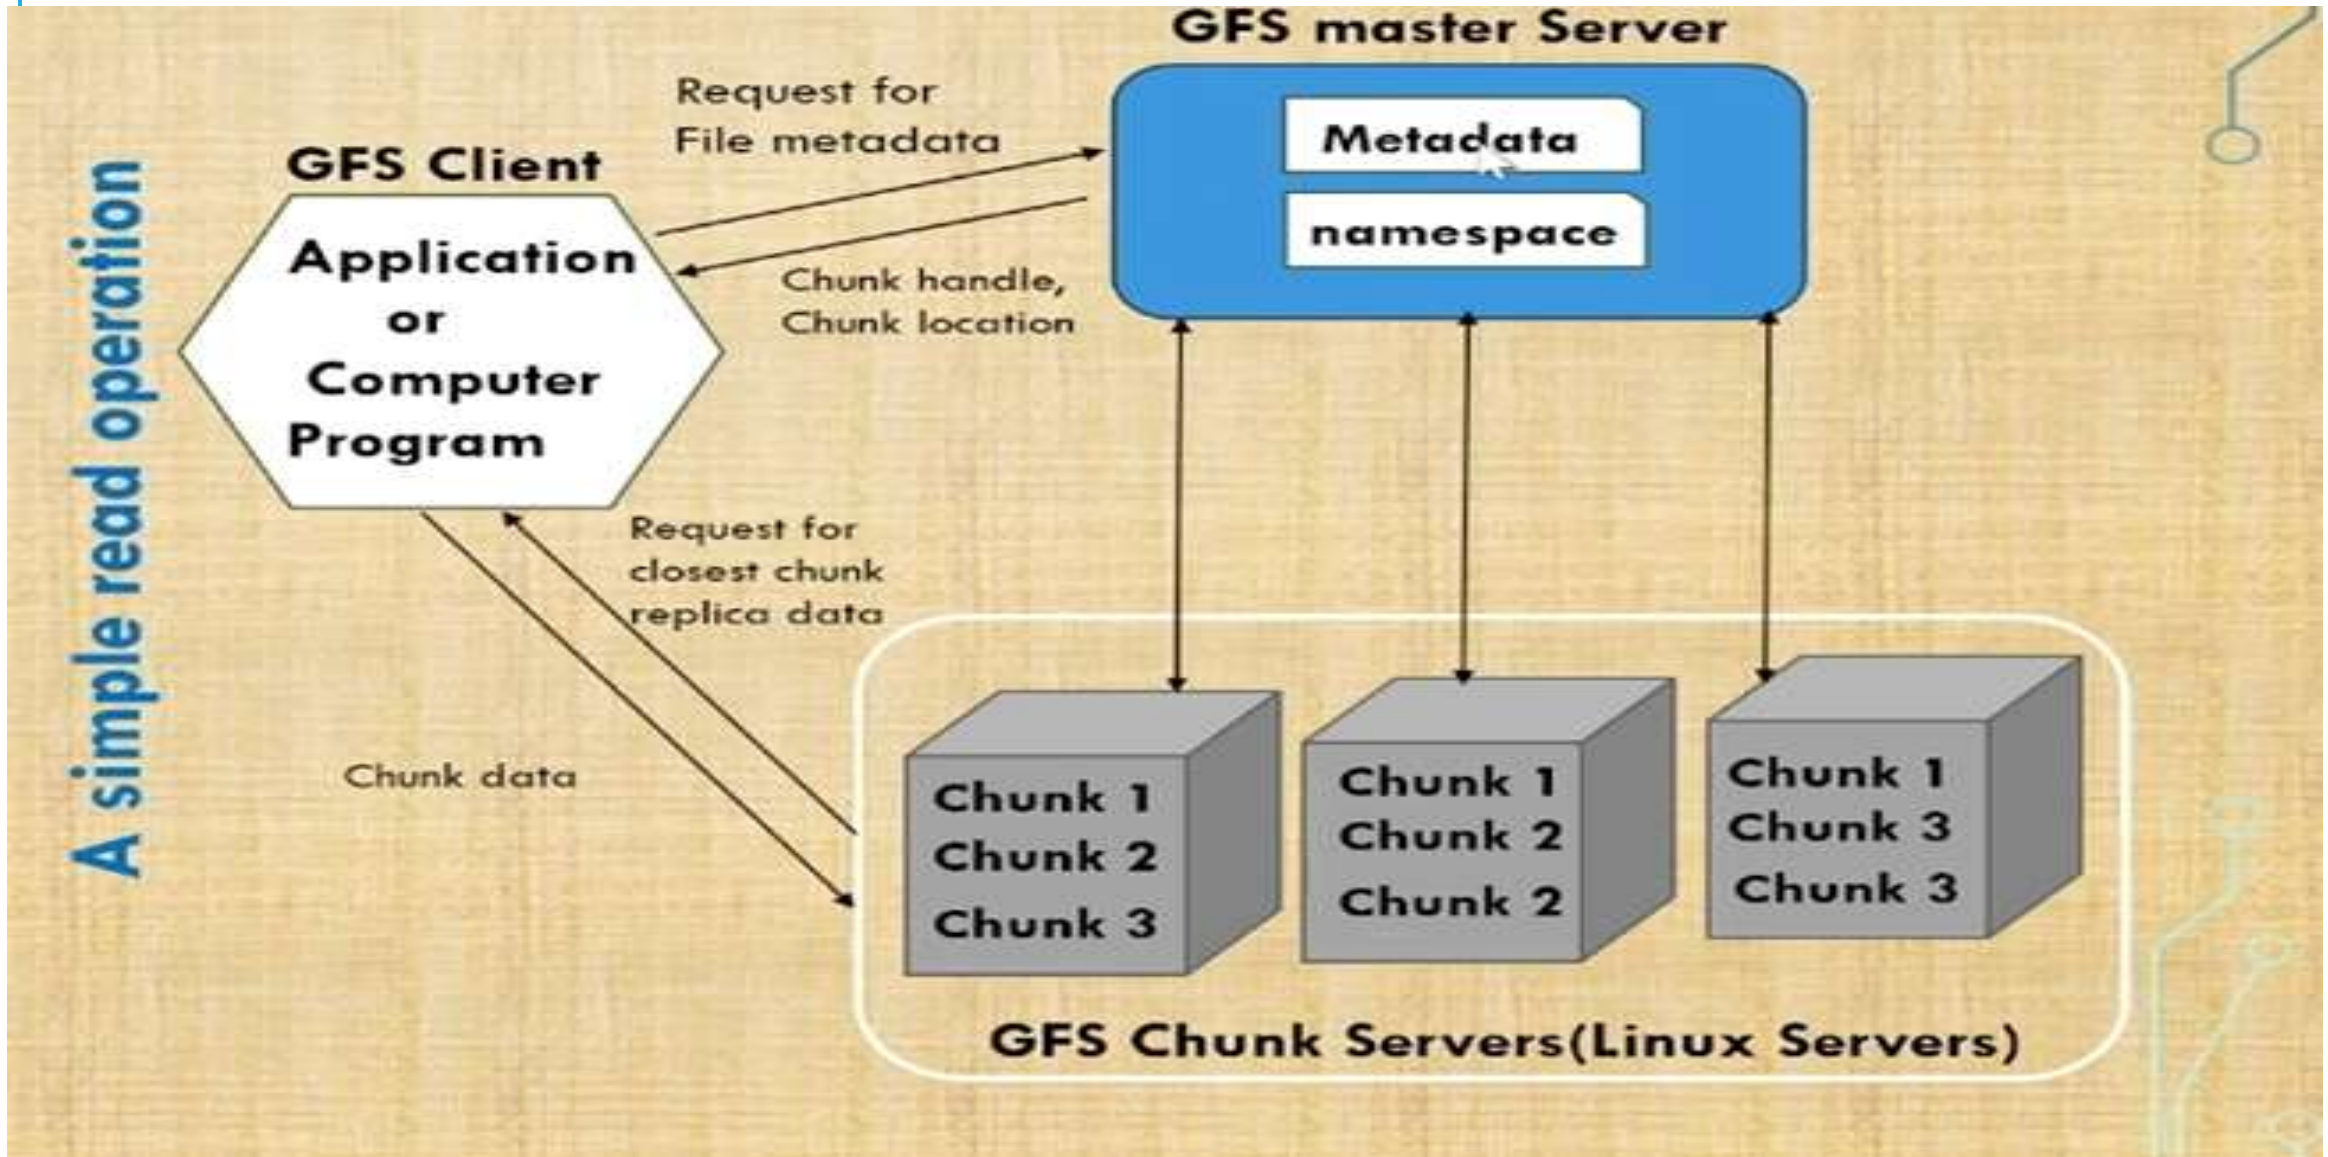 GFS master Server
Metadata
namespace
Request for
File metadata
Chunk handle,
Chunk location
GFS Client
Application
or
Computer
Program
A simple read operation
Request for
closest chunk
replica data
Chunk data
Chunk 1
Chunk 2
Chunk 3
Chunk 1
Chunk 2
Chunk 2
Chunk 1
Chunk 3
Chunk 3
GFS Chunk Servers(Linux Servers)